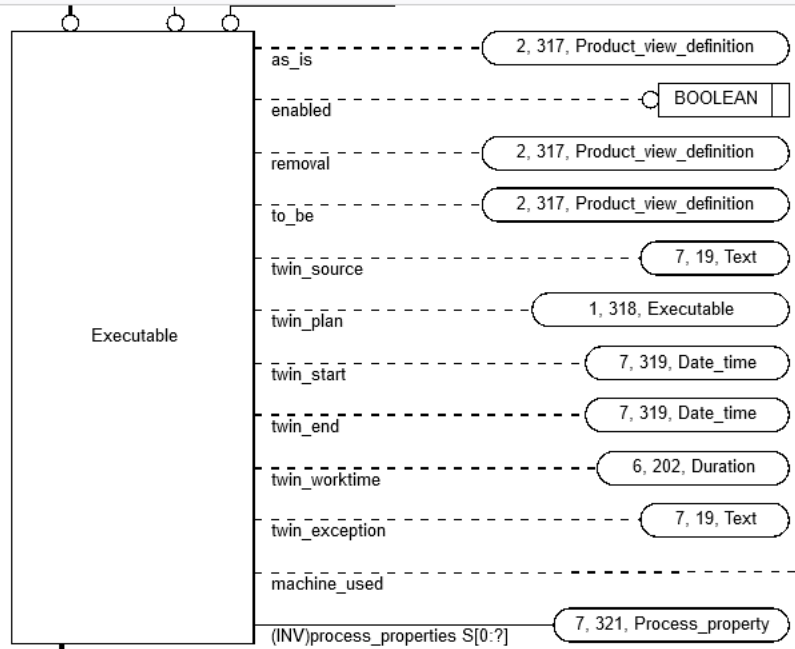 as_is
2, 317, Product_view_definition
enabled
BOOLEAN
removal
2, 317, Product_view_definition
to_be
2, 317, Product_view_definition
twin_source
7, 19, Text
Executable
twin_plan
1, 318, Executable
twin_start
7, 319, Date_time
twin_end
7, 319, Date_time
twin_worktime
6, 202, Duration
twin_exception
7, 19, Text
machine_used
(INV)process_properties S[0:?]
7, 321, Process_property